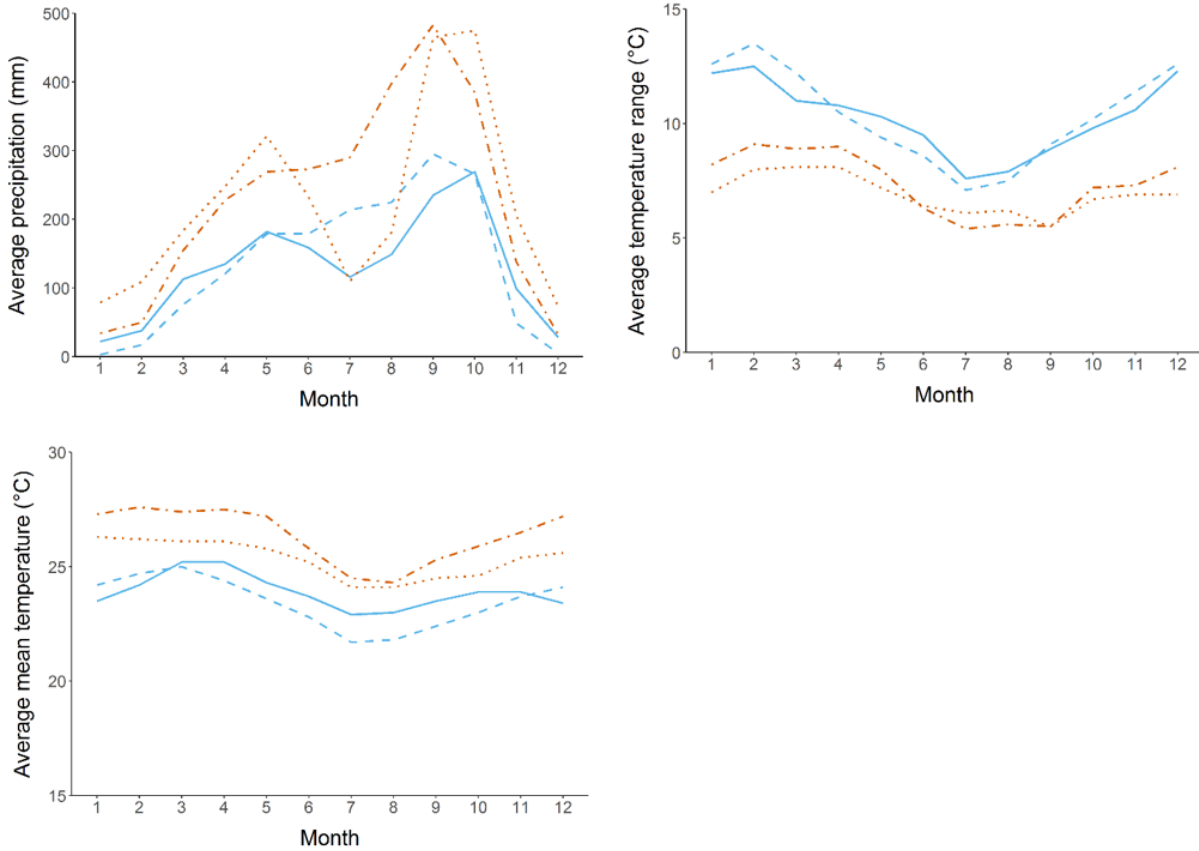 Average precipitation (mm)
500
400
300
200
100
0
1 2 3 4 5 6 7 8 9 10 11 12
Month
Average temperature range (°C)
15
10
5
0
1 2 3 4 5 6 7 8 9 10 11 12
Month
Average mean temperature (°C)
30
25
20
15
1 2 3 4 5 6 7 8 9 10 11 12
Month